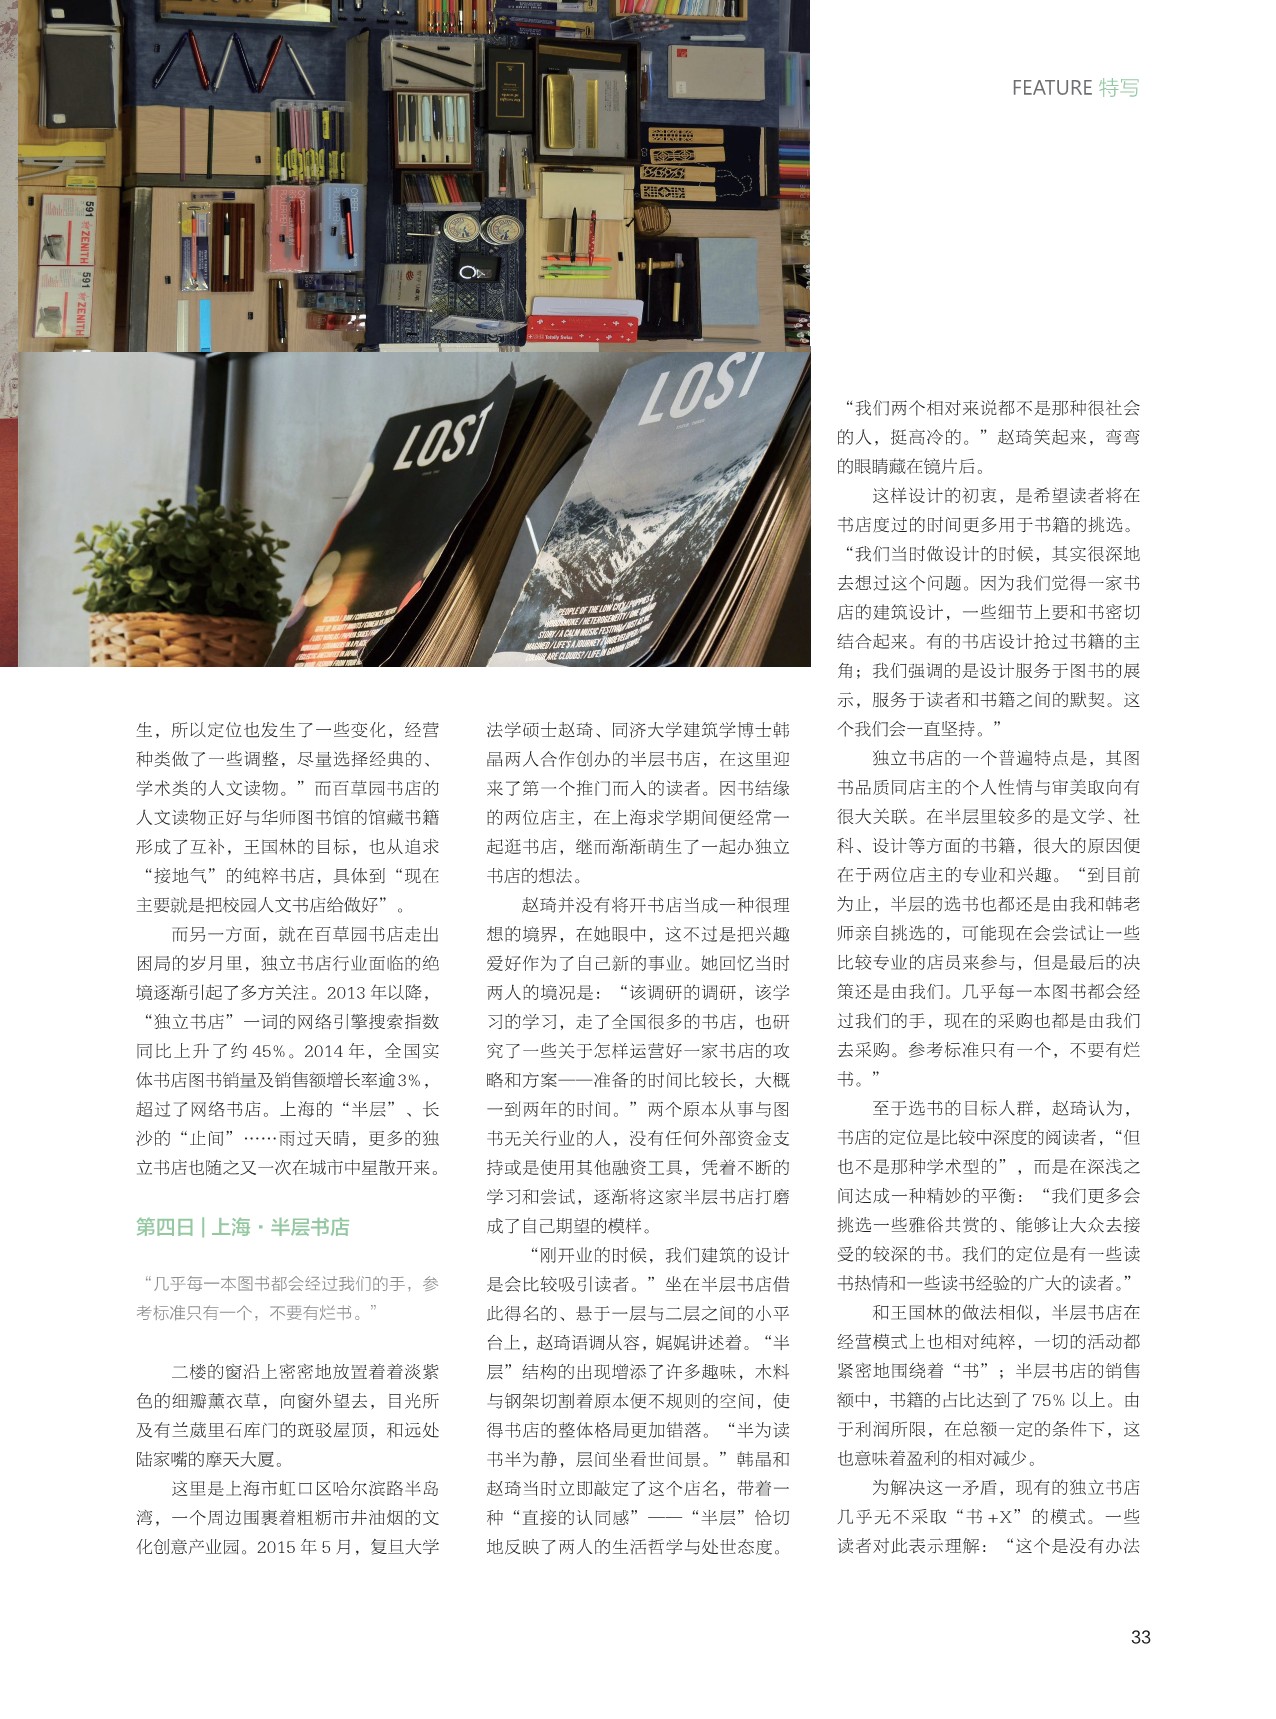 FEATURE 特写
591
ZENITH
591
ZENITH
LOST
LOST
生，所以定位也发生了一些变化，经营
种类做了一些调整，尽量选择经典的、
学术类的人文读物。”而百草园书店的
人文读物正好与华师图书馆的馆藏书籍
形成了互补，王国林的目标，也从追求
“接地气”的纯粹书店，具体到“现在
主要就是把校园人文书店给做好”。
而另一方面，就在百草园书店走出
困局的岁月里，独立书店行业面临的绝
境逐渐引起了多方关注。2013 年以降，
“独立书店”一词的网络引擎搜索指数
同比上升了约 45%。2014 年，全国实
体书店图书销量及销售额增长率逾3%，
超过了网络书店。上海的“半层”、长
沙的“止间”……雨过天晴，更多的独
立书店也随之又一次在城市中星散开来。
第四日 | 上海·半层书店
“几乎每一本图书都会经过我们的手，参
考标准只有一个，不要有烂书。”
二楼的窗沿上密密地放置着着淡紫
色的细瓣薰衣草，向窗外望去，目光所
及有兰葳里石库门的斑驳屋顶，和远处
陆家嘴的摩天大厦。
这里是上海市虹口区哈尔滨路半岛
湾，一个周边围裹着粗粝市井油烟的文
化创意产业园。2015 年 5 月，复旦大学
法学硕士赵琦、同济大学建筑学博士韩
晶两人合作创办的半层书店，在这里迎
来了第一个推门而入的读者。因书结缘
的两位店主，在上海求学期间便经常一
起逛书店，继而渐渐萌生了一起办独立
书店的想法。
赵琦并没有将开书店当成一种很理
想的境界，在她眼中，这不过是把兴趣
爱好作为了自己新的事业。她回忆当时
两人的境况是：“该调研的调研，该学
习的学习，走了全国很多的书店，也研
究了一些关于怎样运营好一家书店的攻
略和方案——准备的时间比较长，大概
一到两年的时间。”两个原本从事与图
书无关行业的人，没有任何外部资金支
持或是使用其他融资工具，凭着不断的
学习和尝试，逐渐将这家半层书店打磨
成了自己期望的模样。
“刚开业的时候，我们建筑的设计
是会比较吸引读者。”坐在半层书店借
此得名的、悬于一层与二层之间的小平
台上，赵琦语调从容，娓娓讲述着。“半
层”结构的出现增添了许多趣味，木料
与钢架切割着原本便不规则的空间，使
得书店的整体格局更加错落。“半为读
书半为静，层间坐看世间景。”韩晶和
赵琦当时立即敲定了这个店名，带着一
种“直接的认同感”——“半层”恰切
地反映了两人的生活哲学与处世态度。
“我们两个相对来说都不是那种很社会
的人，挺高冷的。”赵琦笑起来，弯弯
的眼睛藏在镜片后。
这样设计的初衷，是希望读者将在
书店度过的时间更多用于书籍的挑选。
“我们当时做设计的时候，其实很深地
去想过这个问题。因为我们觉得一家书
店的建筑设计，一些细节上要和书密切
结合起来。有的书店设计抢过书籍的主
角；我们强调的是设计服务于图书的展
示，服务于读者和书籍之间的默契。这
个我们会一直坚持。”
独立书店的一个普遍特点是，其图
书品质同店主的个人性情与审美取向有
很大关联。在半层里较多的是文学、社
科、设计等方面的书籍，很大的原因便
在于两位店主的专业和兴趣。“到目前
为止，半层的选书也都还是由我和韩老
师亲自挑选的，可能现在会尝试让一些
比较专业的店员来参与，但是最后的决
策还是由我们。几乎每一本图书都会经
过我们的手，现在的采购也都是由我们
去采购。参考标准只有一个，不要有烂
书。”
至于选书的目标人群，赵琦认为，
书店的定位是比较中深度的阅读者，“但
也不是那种学术型的”，而是在深浅之
间达成一种精妙的平衡：“我们更多会
挑选一些雅俗共赏的、能够让大众去接
受的较深的书。我们的定位是有一些读
书热情和一些读书经验的广大的读者。”
和王国林的做法相似，半层书店在
经营模式上也相对纯粹，一切的活动都
紧密地围绕着“书”；半层书店的销售
额中，书籍的占比达到了 75% 以上。由
于利润所限，在总额一定的条件下，这
也意味着盈利的相对减少。
为解决这一矛盾，现有的独立书店
几乎无不采取“书 +X”的模式。一些
读者对此表示理解：“这个是没有办法
33